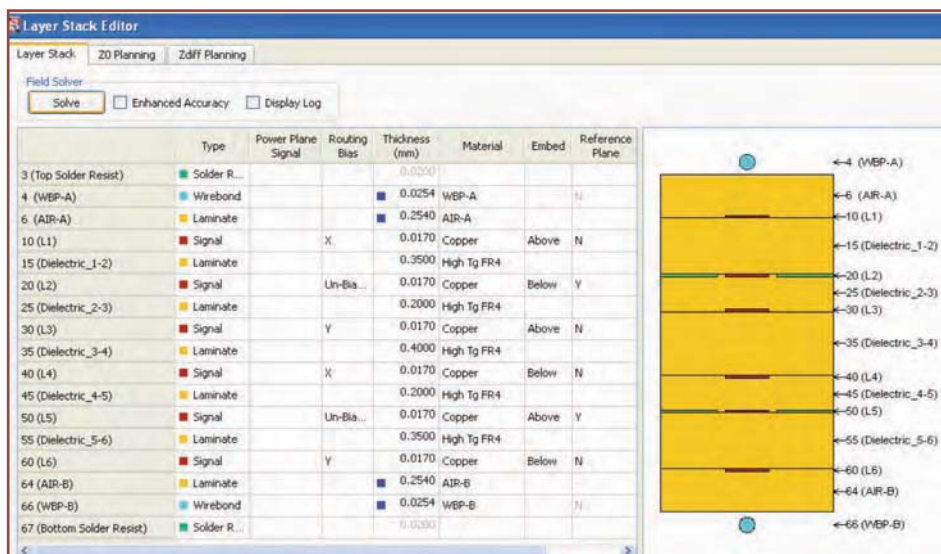 Layer Stack Editor
Layer Stack Z0 Planning Zdiff Planning
Field Solver
Solve Enhanced Accuracy Display Log
Type Power Plane Signal Routing Bias Thickness (mm) Material Embed Reference Plane
3 (Top Solder Resist) Solder R... 0.0200
4 (WBP-A) Wirebond 0.0254 WBP-A N
6 (AIR-A) Laminate 0.2540 AIR-A
10 (L1) Signal X 0.0170 Copper Above N
15 (Dielectric_1-2) Laminate 0.3500 High Tg FR4
20 (L2) Signal Un-Bia... 0.0170 Copper Below Y
25 (Dielectric_2-3) Laminate 0.2000 High Tg FR4
30 (L3) Signal Y 0.0170 Copper Above N
35 (Dielectric_3-4) Laminate 0.4000 High Tg FR4
40 (L4) Signal X 0.0170 Copper Below N
45 (Dielectric_4-5) Laminate 0.2000 High Tg FR4
50 (L5) Signal Un-Bia... 0.0170 Copper Above Y
55 (Dielectric_5-6) Laminate 0.3500 High Tg FR4
60 (L6) Signal Y 0.0170 Copper Below N
64 (AIR-B) Laminate 0.2540 AIR-B
66 (WBP-B) Wirebond 0.0254 WBP-B N
67 (Bottom Solder Resist) Solder R... 0.0200
4 (WBP-A)
6 (AIR-A)
10 (L1)
15 (Dielectric_1-2)
20 (L2)
25 (Dielectric_2-3)
30 (L3)
35 (Dielectric_3-4)
40 (L4)
45 (Dielectric_4-5)
50 (L5)
55 (Dielectric_5-6)
60 (L6)
64 (AIR-B)
66 (WBP-B)